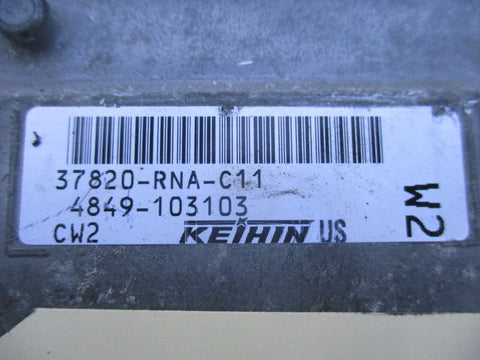 37820-RNA-C11
4849-103103
CW2 KEIHIN US
W2